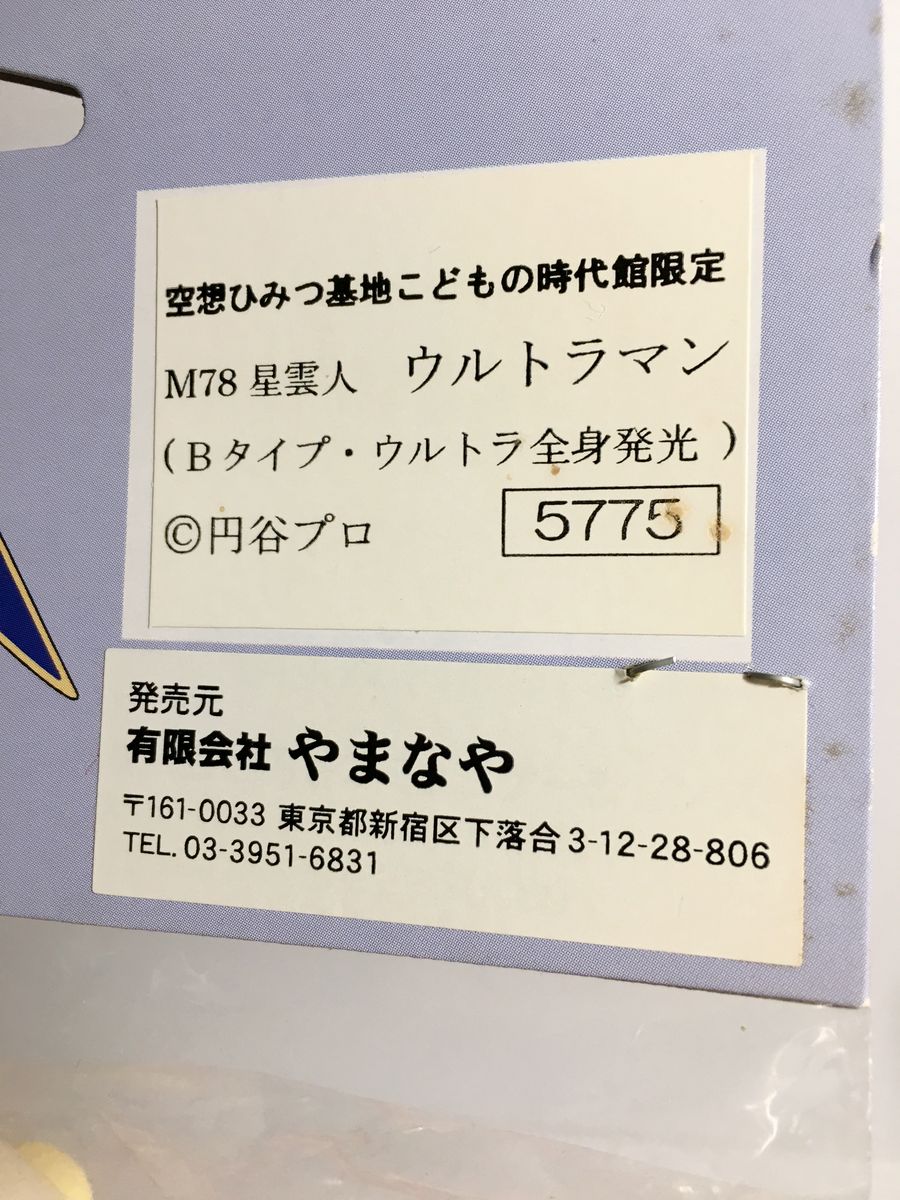 空想ひみつ基地こどもの時代館限定
M78 星雲人　ウルトラマン
(Bタイプ・ウルトラ全身発光 )
©円谷プロ　5775
発売元
有限会社 やまなや
〒161-0033 東京都新宿区下落合3-12-28-806
TEL. 03-3951-6831